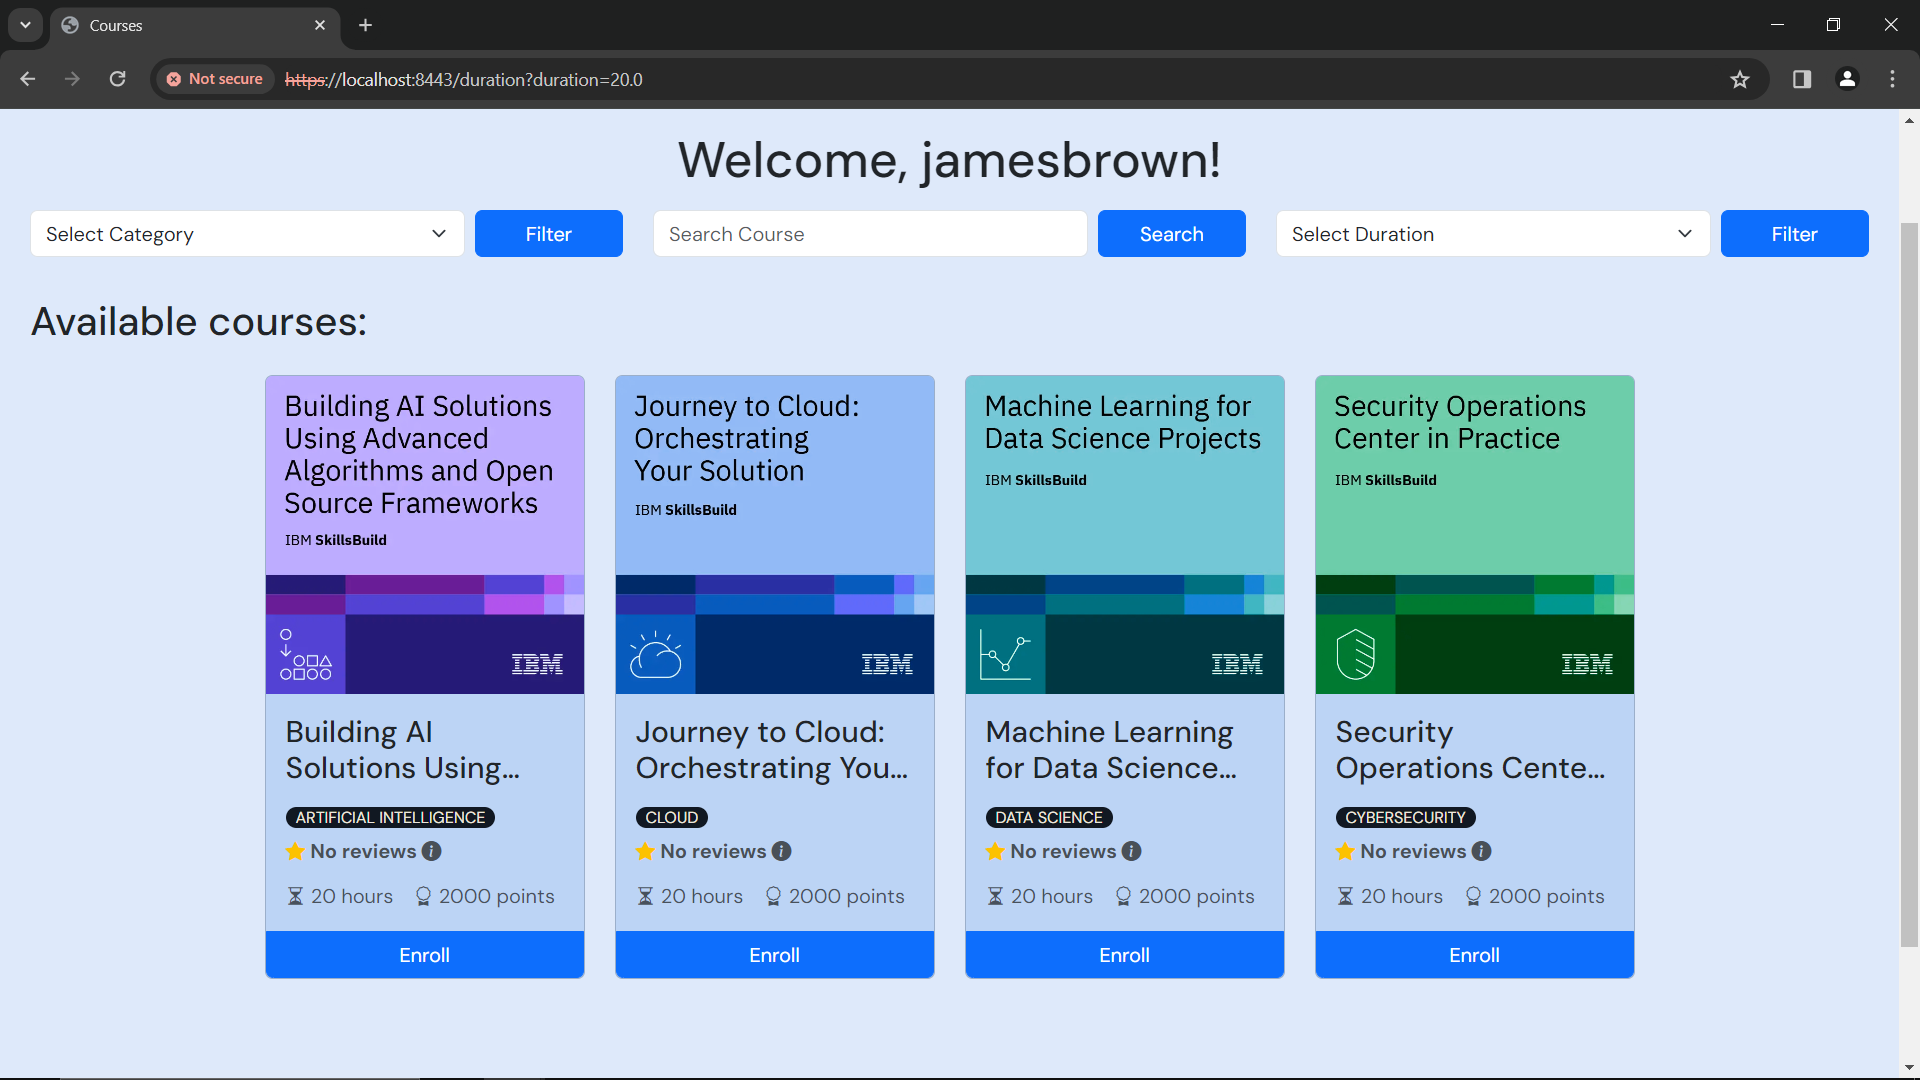 Courses
Not secure
https://localhost:8443/duration?duration=20.0
Welcome, jamesbrown!
Select Category
Filter
Search Course
Search
Select Duration
Filter
Available courses:
Building AI Solutions
Using Advanced
Algorithms and Open
Source Frameworks
IBM SkillsBuild
IBM
Building AI
Solutions Using...
ARTIFICIAL INTELLIGENCE
No reviews
20 hours
2000 points
Enroll
Journey to Cloud:
Orchestrating
Your Solution
IBM SkillsBuild
IBM
Journey to Cloud:
Orchestrating You...
CLOUD
No reviews
20 hours
2000 points
Enroll
Machine Learning for
Data Science Projects
IBM SkillsBuild
IBM
Machine Learning
for Data Science...
DATA SCIENCE
No reviews
20 hours
2000 points
Enroll
Security Operations
Center in Practice
IBM SkillsBuild
IBM
Security
Operations Cente...
CYBERSECURITY
No reviews
20 hours
2000 points
Enroll